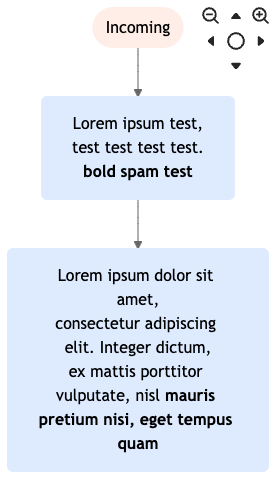 Incoming
Lorem ipsum test,
test test test test.
bold spam test
Lorem ipsum dolor sit
amet,
consectetur adipiscing
elit. Integer dictum,
ex mattis porttitor
vulputate, nisl mauris
pretium nisi, eget tempus
quam